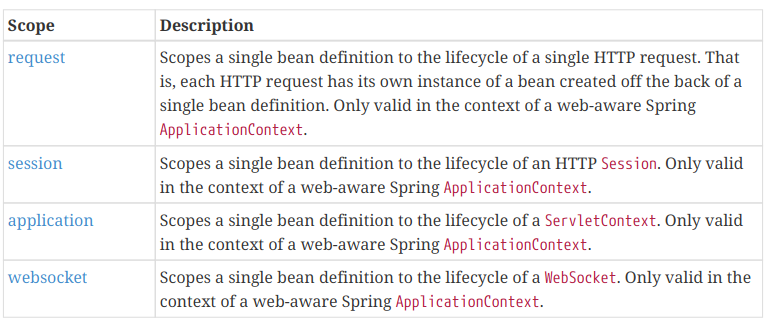 Scope Description
request Scopes a single bean definition to the lifecycle of a single HTTP request. That
is, each HTTP request has its own instance of a bean created off the back of a
single bean definition. Only valid in the context of a web-aware Spring
ApplicationContext.
session Scopes a single bean definition to the lifecycle of an HTTP Session. Only valid
in the context of a web-aware Spring ApplicationContext.
application Scopes a single bean definition to the lifecycle of a ServletContext. Only valid
in the context of a web-aware Spring ApplicationContext.
websocket Scopes a single bean definition to the lifecycle of a WebSocket. Only valid in the
context of a web-aware Spring ApplicationContext.